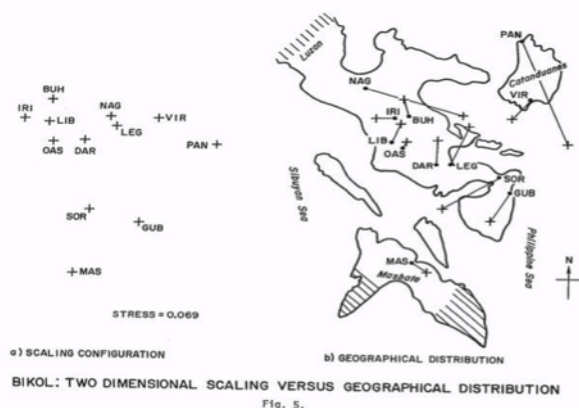 BUH
IRI
LIB
OAS
DAR
NAG
LEG
VIR
PAN
SOR
GUB
MAS
STRESS = 0.069
a) SCALING CONFIGURATION
Luzon
PAN
Catanduanes
VIR
NAG
IRI
BUH
LIB
OAS
DAR
LEG
SOR
GUB
Sibuyan Sea
Philippine Sea
MAS
Masbate
N
b) GEOGRAPHICAL DISTRIBUTION
BIKOL: TWO DIMENSIONAL SCALING VERSUS GEOGRAPHICAL DISTRIBUTION
Fig. 5.